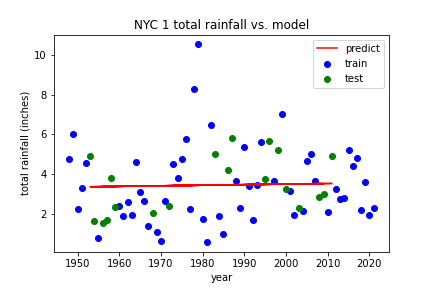 NYC 1 total rainfall vs. model
predict
train
test
total rainfall (inches)
10
8
6
4
2
1950 1960 1970 1980 1990 2000 2010 2020
year